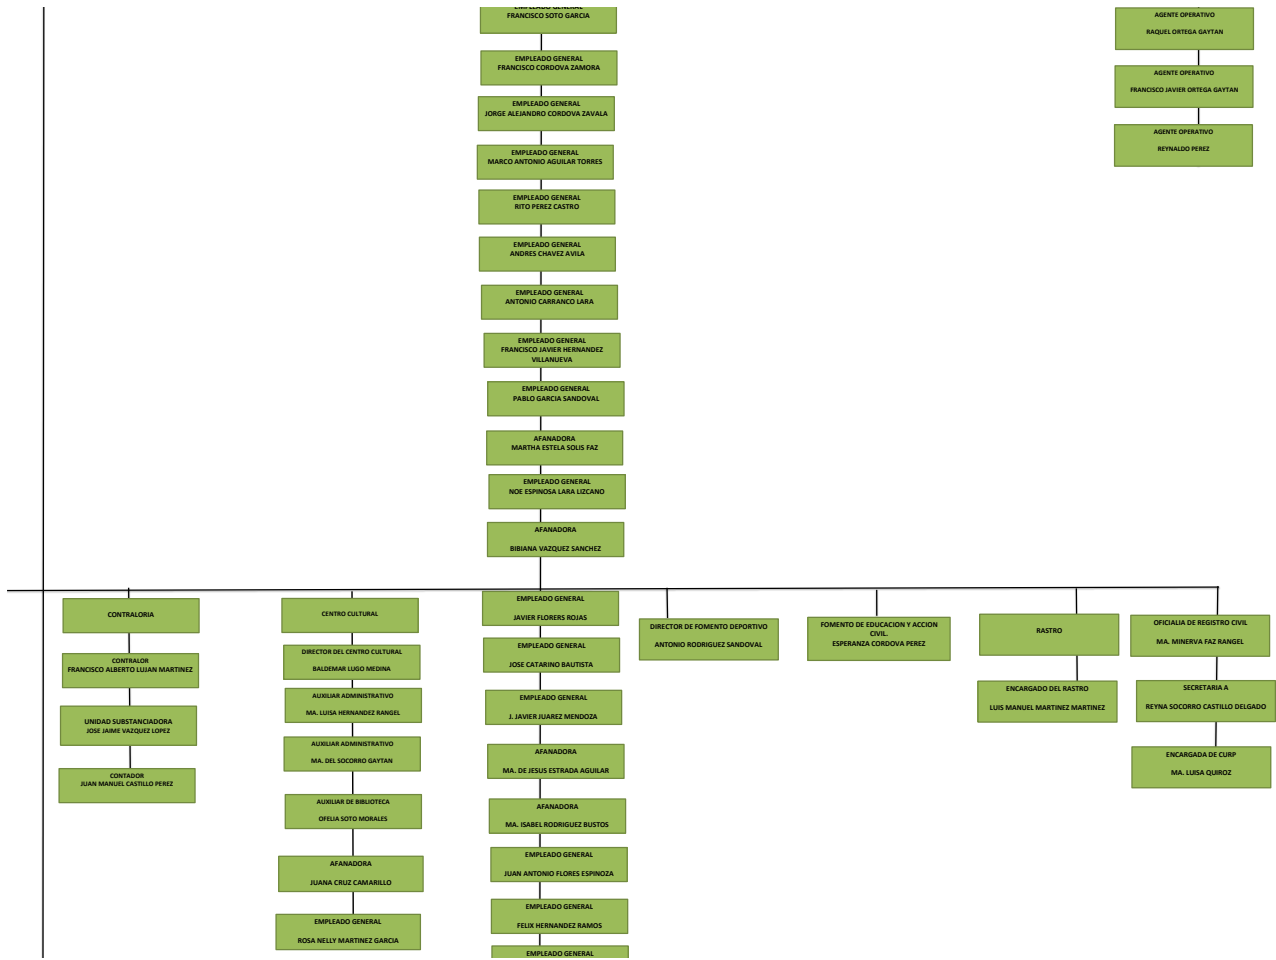 EMPLEADO GENERAL
FRANCISCO SOTO GARCIA
EMPLEADO GENERAL
FRANCISCO CORDOVA ZAMORA
EMPLEADO GENERAL
JORGE ALEJANDRO CORDOVA ZAVALA
EMPLEADO GENERAL
MARCO ANTONIO AGUILAR TORRES
EMPLEADO GENERAL
RITO PEREZ CASTRO
EMPLEADO GENERAL
ANDRES CHAVEZ AVILA
EMPLEADO GENERAL
ANTONIO CARRANCO LARA
EMPLEADO GENERAL
FRANCISCO JAVIER HERNANDEZ
VILLANUEVA
EMPLEADO GENERAL
PABLO GARCIA SANDOVAL
AFANADORA
MARTHA ESTELA SOLIS FAZ
EMPLEADO GENERAL
NOE ESPINOSA LARA LIZCANO
AFANADORA
BIBIANA VAZQUEZ SANCHEZ
AGENTE OPERATIVO
RAQUEL ORTEGA GAYTAN
AGENTE OPERATIVO
FRANCISCO JAVIER ORTEGA GAYTAN
AGENTE OPERATIVO
REYNALDO PEREZ
CONTRALORIA
CONTRALOR
FRANCISCO ALBERTO LUJAN MARTINEZ
UNIDAD SUBSTANCIADORA
JOSE JAIME VAZQUEZ LOPEZ
CONTADOR
JUAN MANUEL CASTILLO PEREZ
CENTRO CULTURAL
DIRECTOR DEL CENTRO CULTURAL
BALDEMAR LUGO MEDINA
AUXILIAR ADMINISTRATIVO
MA. LUISA HERNANDEZ RANGEL
AUXILIAR ADMINISTRATIVO
MA. DEL SOCORRO GAYTAN
AUXILIAR DE BIBLIOTECA
OFELIA SOTO MORALES
AFANADORA
JUANA CRUZ CAMARILLO
EMPLEADO GENERAL
ROSA NELLY MARTINEZ GARCIA
EMPLEADO GENERAL
JAVIER FLORERS ROJAS
EMPLEADO GENERAL
JOSE CATARINO BAUTISTA
EMPLEADO GENERAL
J. JAVIER JUAREZ MENDOZA
AFANADORA
MA. DE JESUS ESTRADA AGUILAR
AFANADORA
MA. ISABEL RODRIGUEZ BUSTOS
EMPLEADO GENERAL
JUAN ANTONIO FLORES ESPINOZA
EMPLEADO GENERAL
FELIX HERNANDEZ RAMOS
EMPLEADO GENERAL
DIRECTOR DE FOMENTO DEPORTIVO
ANTONIO RODRIGUEZ SANDOVAL
FOMENTO DE EDUCACION Y ACCION
CIVIL.
ESPERANZA CORDOVA PEREZ
RASTRO
ENCARGADO DEL RASTRO
LUIS MANUEL MARTINEZ MARTINEZ
OFICIALIA DE REGISTRO CIVIL
MA. MINERVA FAZ RANGEL
SECRETARIA A
REYNA SOCORRO CASTILLO DELGADO
ENCARGADA DE CURP
MA. LUISA QUIROZ